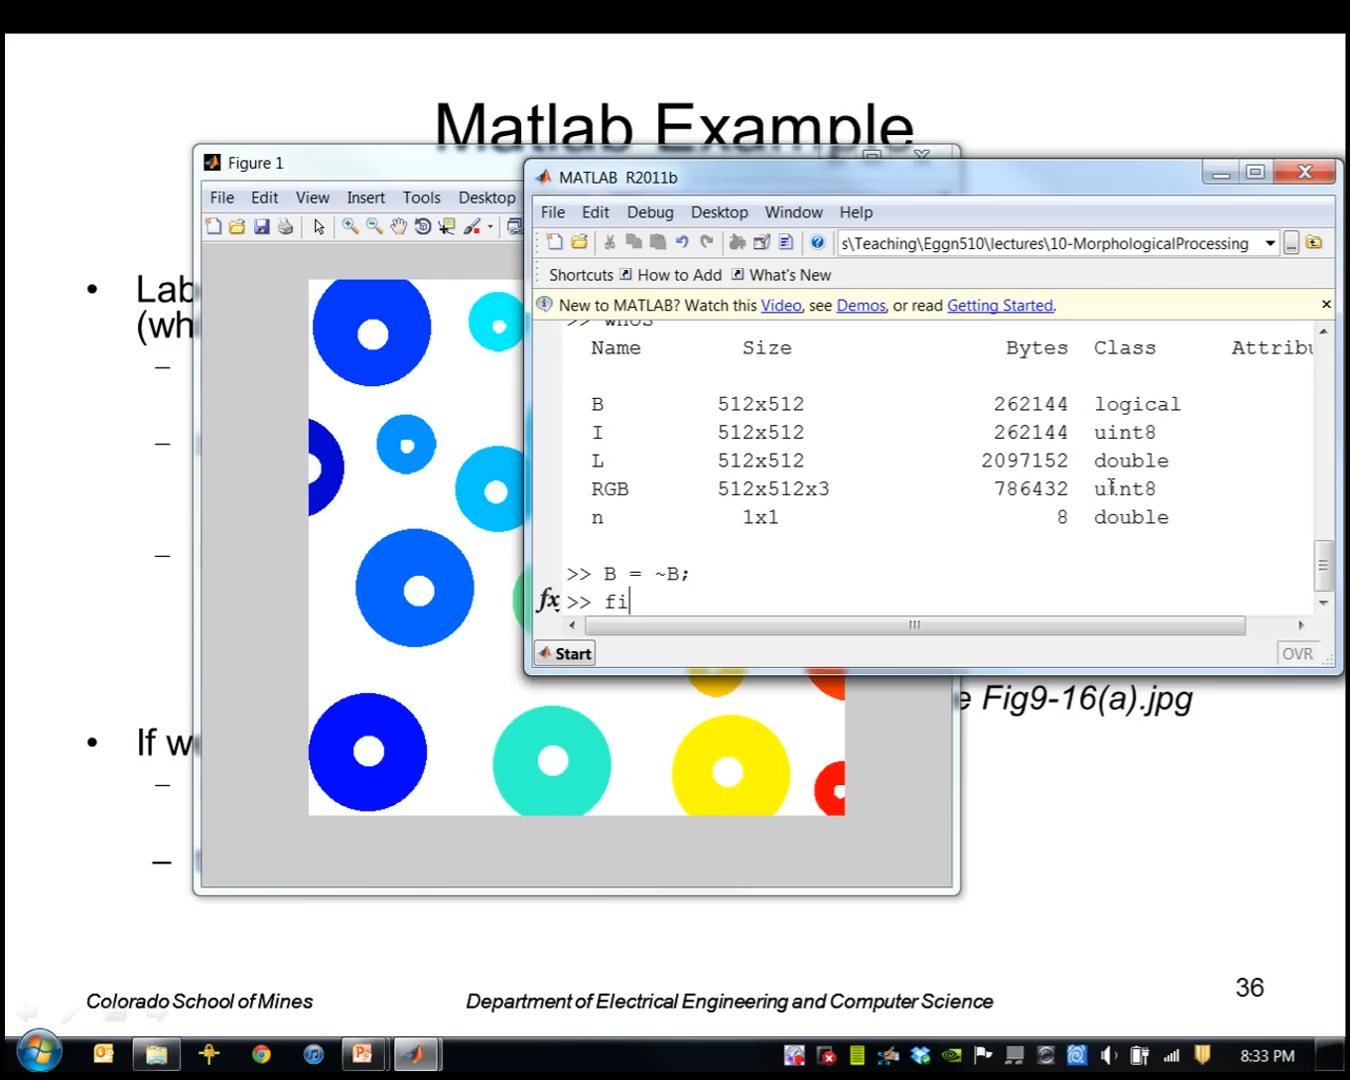 Matlab Example
Figure 1
File Edit View Insert Tools Desktop
MATLAB R2011b
File Edit Debug Desktop Window Help
s\Teaching\Eggn510\lectures\10-MorphologicalProcessing
...
Shortcuts How to Add What's New
New to MATLAB? Watch this Video, see Demos, or read Getting Started.
>> whos
Name Size Bytes Class Attribu
B 512x512 262144 logical
I 512x512 262144 uint8
L 512x512 2097152 double
RGB 512x512x3 786432 uint8
n 1x1 8 double
>> B = ~B;
fx >> fi
Start
OVR
• Lab
(wh
–
–
–
e Fig9-16(a).jpg
• If w
–
–
Colorado School of Mines
Department of Electrical Engineering and Computer Science
36
8:33 PM